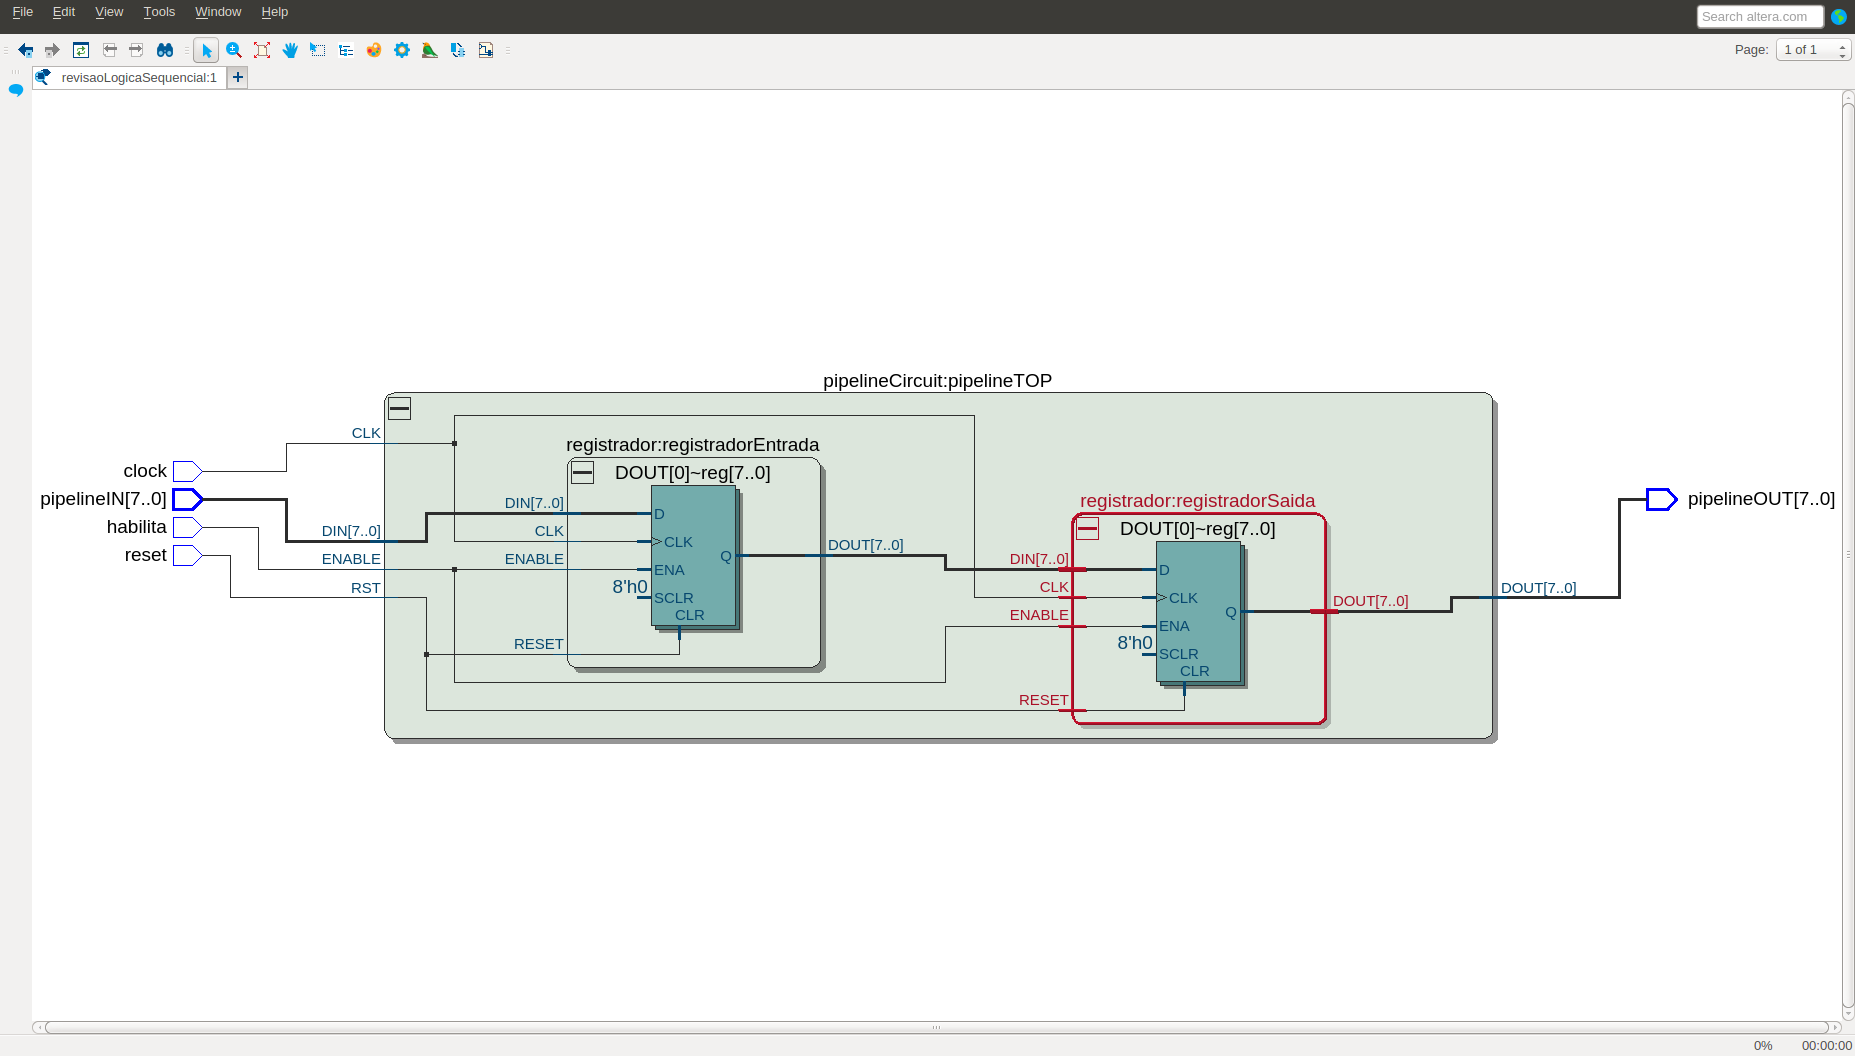 File Edit View Tools Window Help
Search altera.com
Page: 1 of 1
revisaoLogicaSequencial:1
pipelineCircuit:pipelineTOP
CLK
registrador:registradorEntrada
clock
DOUT[0]~reg[7..0]
pipelineIN[7..0]
DIN[7..0]
D
registrador:registradorSaida
pipelineOUT[7..0]
habilita
DIN[7..0]
CLK
CLK
DOUT[0]~reg[7..0]
reset
ENABLE
ENABLE
Q
DOUT[7..0]
DIN[7..0]
ENA
D
RST
8'h0
SCLR
CLK
CLK
DOUT[7..0]
CLR
ENABLE
Q
DOUT[7..0]
ENA
RESET
8'h0
SCLR
CLR
RESET
0% 00:00:00